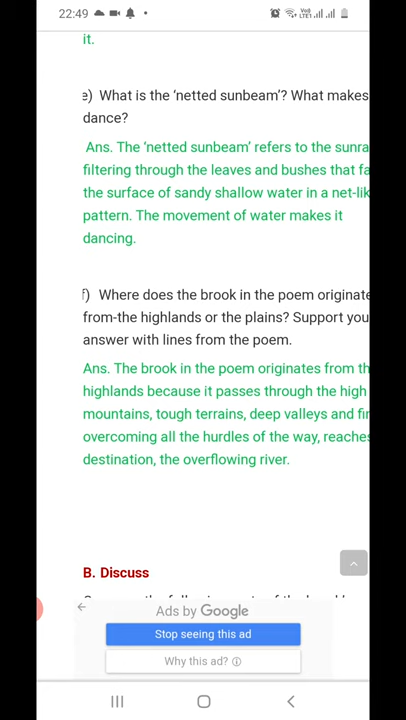 22:49
Vo))
LTE1
it.
e) What is the ‘netted sunbeam’? What makes
dance?
Ans. The ‘netted sunbeam’ refers to the sunra
filtering through the leaves and bushes that fa
the surface of sandy shallow water in a net-lik
pattern. The movement of water makes it
dancing.
f) Where does the brook in the poem originate
from-the highlands or the plains? Support you
answer with lines from the poem.
Ans. The brook in the poem originates from th
highlands because it passes through the high
mountains, tough terrains, deep valleys and fin
overcoming all the hurdles of the way, reaches
destination, the overflowing river.
B. Discuss
Ads by Google
Stop seeing this ad
Why this ad?